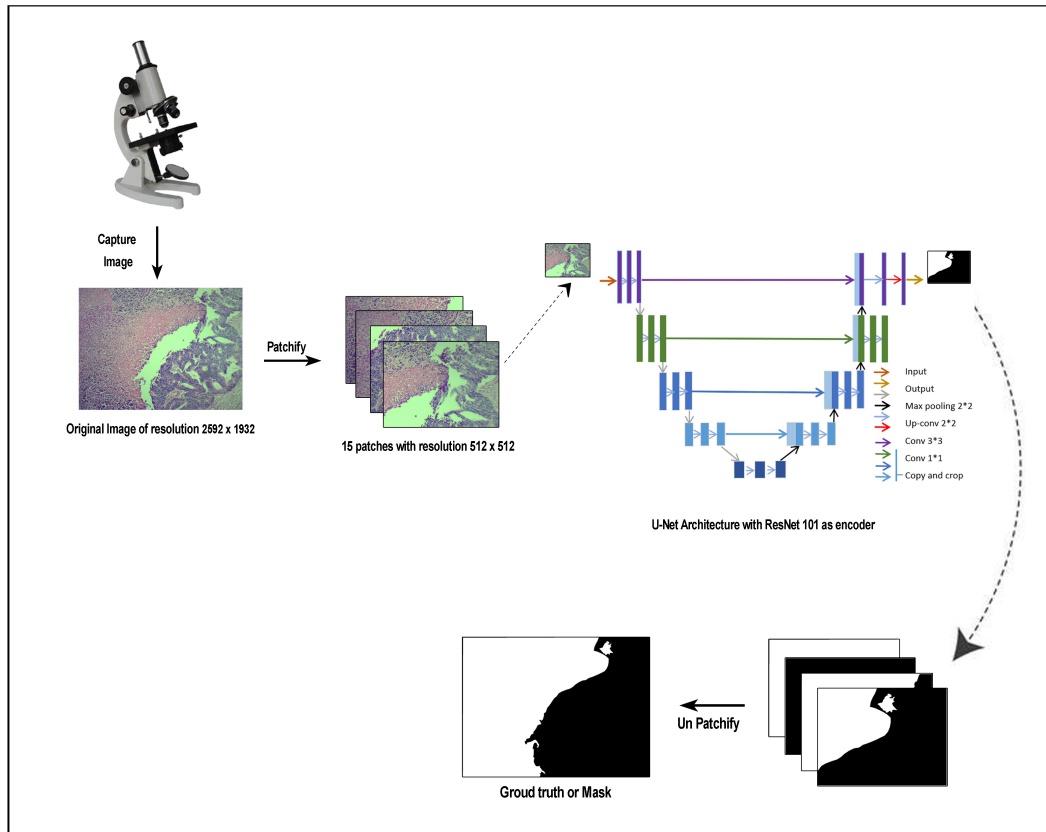 Capture
Image
Original Image of resolution 2592 x 1932
Patchify
15 patches with resolution 512 x 512
Input
Output
Max pooling 2*2
Up-conv 2*2
Conv 3*3
Conv 1*1
Copy and crop
U-Net Architecture with ResNet 101 as encoder
Un Patchify
Groud truth or Mask